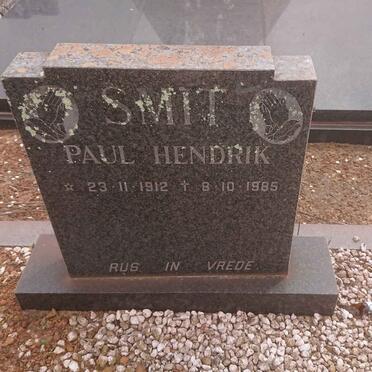 SMIT
PAUL HENDRIK
☆ 23·11·1912 ✝ 8·10·1985
RUS IN VREDE